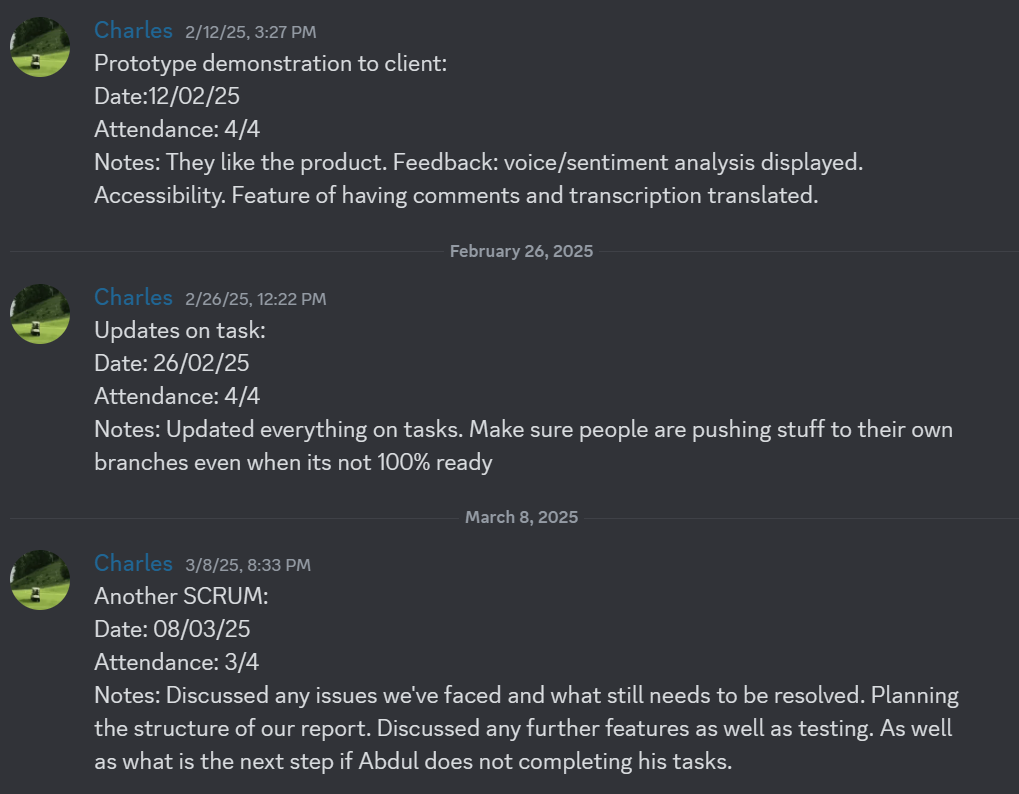 Charles 2/12/25, 3:27 PM
Prototype demonstration to client:
Date:12/02/25
Attendance: 4/4
Notes: They like the product. Feedback: voice/sentiment analysis displayed.
Accessibility. Feature of having comments and transcription translated.
February 26, 2025
Charles 2/26/25, 12:22 PM
Updates on task:
Date: 26/02/25
Attendance: 4/4
Notes: Updated everything on tasks. Make sure people are pushing stuff to their own
branches even when its not 100% ready
March 8, 2025
Charles 3/8/25, 8:33 PM
Another SCRUM:
Date: 08/03/25
Attendance: 3/4
Notes: Discussed any issues we've faced and what still needs to be resolved. Planning
the structure of our report. Discussed any further features as well as testing. As well
as what is the next step if Abdul does not completing his tasks.